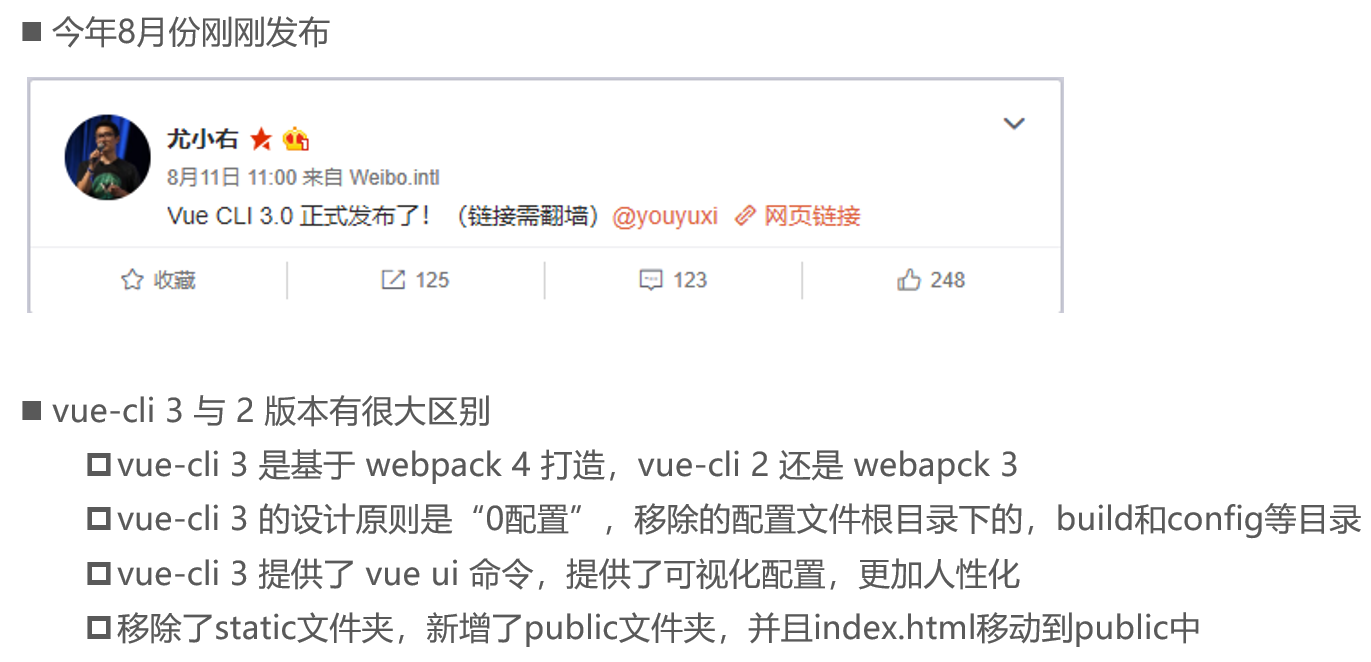 今年8月份刚刚发布
尤小右
8月11日 11:00 来自 Weibo.intl
Vue CLI 3.0 正式发布了！（链接需翻墙）@youyuxi 网页链接
收藏 125 123 248
vue-cli 3 与 2 版本有很大区别
vue-cli 3 是基于 webpack 4 打造，vue-cli 2 还是 webapck 3
vue-cli 3 的设计原则是“0配置”，移除的配置文件根目录下的，build和config等目录
vue-cli 3 提供了 vue ui 命令，提供了可视化配置，更加人性化
移除了static文件夹，新增了public文件夹，并且index.html移动到public中